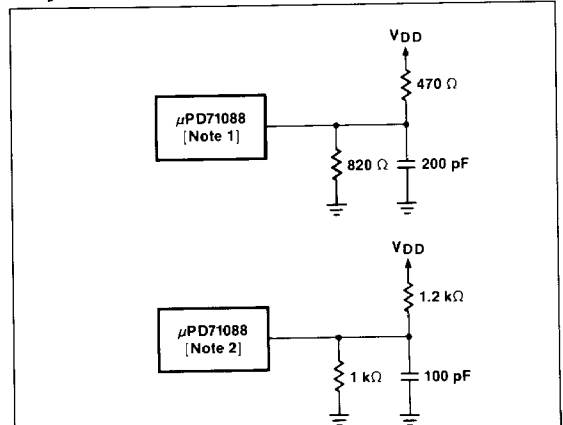 VDD
470 Ω
μPD71088
[Note 1]
820 Ω
200 pF
VDD
1.2 kΩ
μPD71088
[Note 2]
1 kΩ
100 pF